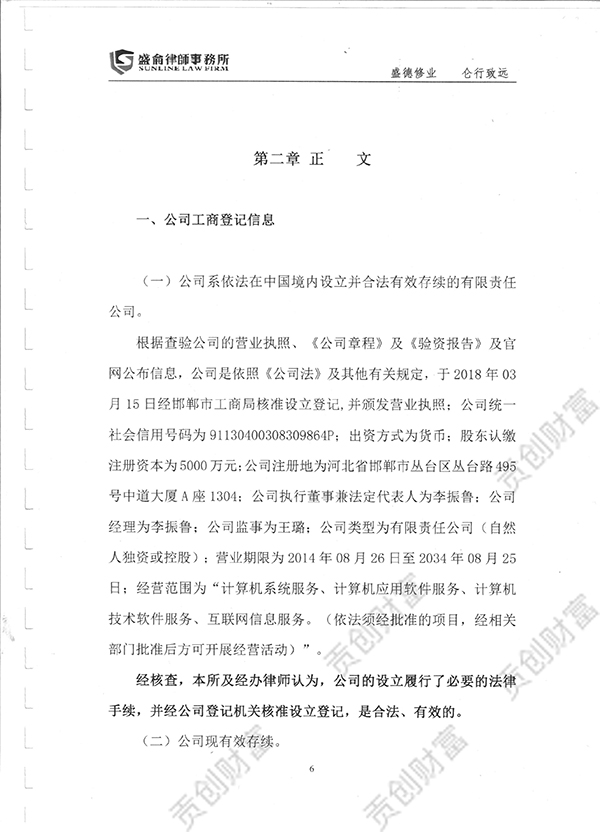 盛俞律師事務所
SUNLINE LAW FIRM
盛德修业 仑行致远
第二章 正 文
一、公司工商登记信息
（一）公司系依法在中国境内设立并合法有效存续的有限责任
公司。
根据查验公司的营业执照、《公司章程》及《验资报告》及官
网公布信息，公司是依照《公司法》及其他有关规定，于 2018 年 03
月 15 日经邯郸市工商局核准设立登记,并颁发营业执照；公司统一
社会信用号码为 91130400308309864P；出资方式为货币；股东认缴
注册资本为 5000 万元；公司注册地为河北省邯郸市丛台区丛台路 495
号中道大厦 A 座 1304；公司执行董事兼法定代表人为李振鲁；公司
经理为李振鲁；公司监事为王璐；公司类型为有限责任公司（自然
人独资或控股）；营业期限为 2014 年 08 月 26 日至 2034 年 08 月 25
日；经营范围为“计算机系统服务、计算机应用软件服务、计算机
技术软件服务、互联网信息服务。（依法须经批准的项目，经相关
部门批准后方可开展经营活动）”。
经核查，本所及经办律师认为，公司的设立履行了必要的法律
手续，并经公司登记机关核准设立登记，是合法、有效的。
（二）公司现有效存续。
6
贡创财富
贡创财富
贡创财富
贡创财富